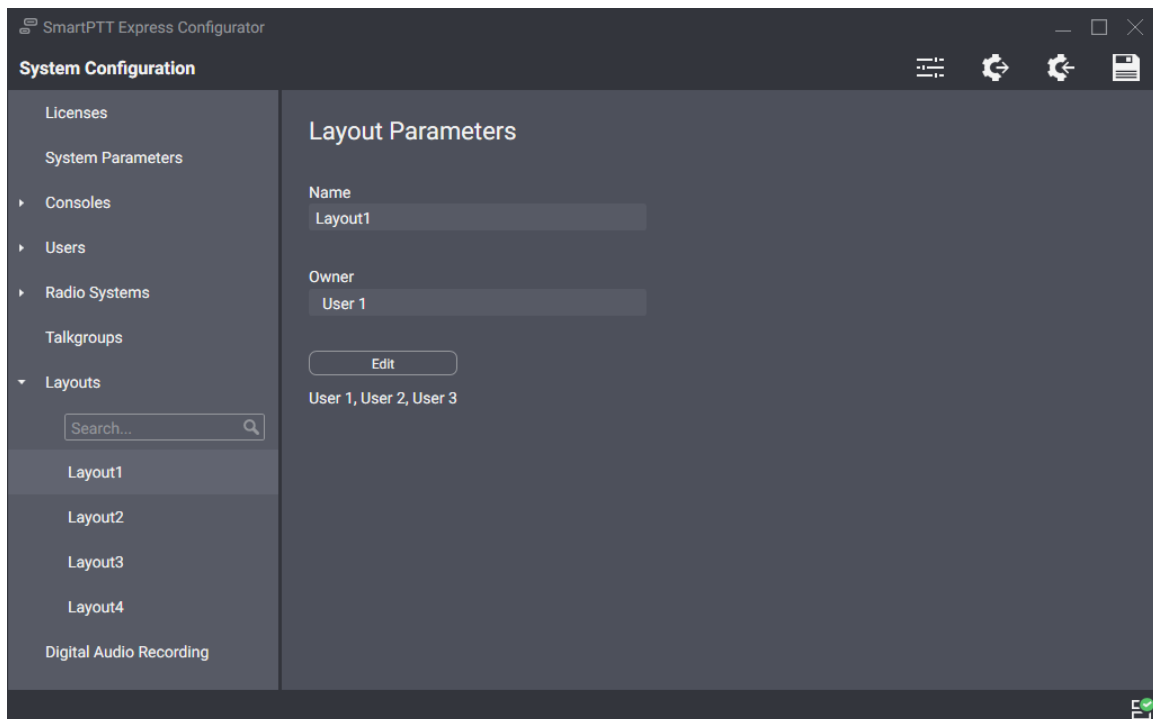 SmartPTT Express Configurator
System Configuration
Licenses
System Parameters
Consoles
Users
Radio Systems
Talkgroups
Layouts
Search...
Layout1
Layout2
Layout3
Layout4
Digital Audio Recording
Layout Parameters
Name
Layout1
Owner
User 1
Edit
User 1, User 2, User 3